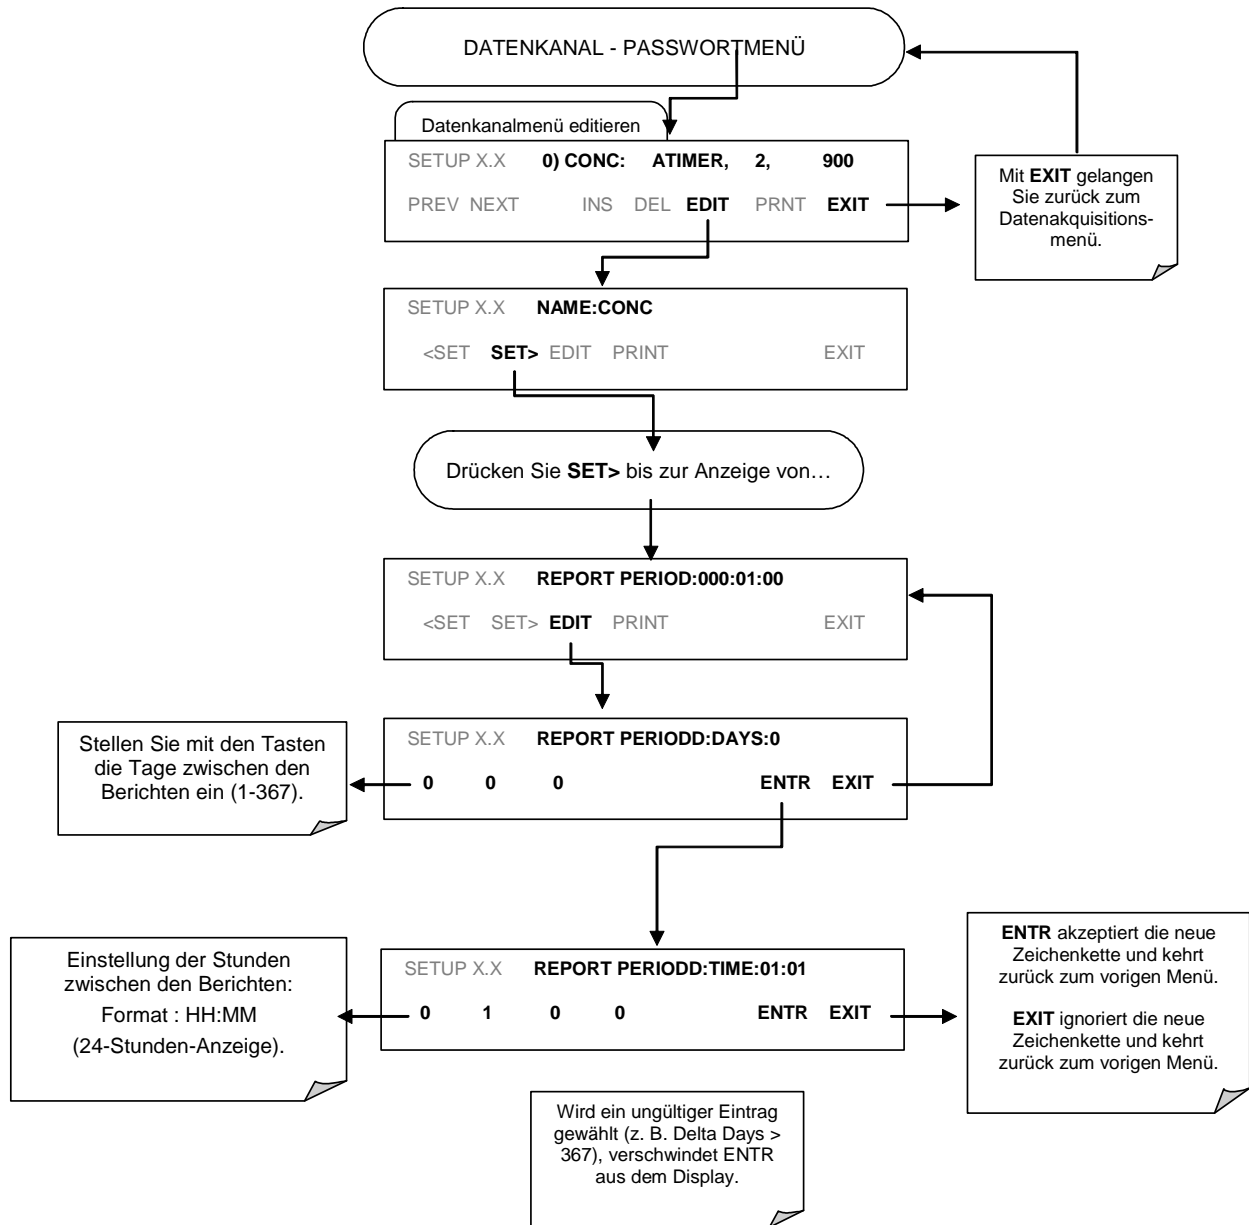 DATENKANAL - PASSWORTMENÜ
Datenkanalmenü editieren
SETUP X.X 0) CONC: ATIMER, 2, 900
PREV NEXT INS DEL EDIT PRNT EXIT
Mit EXIT gelangen
Sie zurück zum
Datenakquisitions-
menü.
SETUP X.X NAME:CONC
<SET SET> EDIT PRINT EXIT
Drücken Sie SET> bis zur Anzeige von…
SETUP X.X REPORT PERIOD:000:01:00
<SET SET> EDIT PRINT EXIT
Stellen Sie mit den Tasten
die Tage zwischen den
Berichten ein (1-367).
SETUP X.X REPORT PERIODD:DAYS:0
0 0 0 ENTR EXIT
Einstellung der Stunden
zwischen den Berichten:
Format : HH:MM
(24-Stunden-Anzeige).
SETUP X.X REPORT PERIODD:TIME:01:01
0 1 0 0 ENTR EXIT
ENTR akzeptiert die neue
Zeichenkette und kehrt
zurück zum vorigen Menü.
EXIT ignoriert die neue
Zeichenkette und kehrt
zurück zum vorigen Menü.
Wird ein ungültiger Eintrag
gewählt (z. B. Delta Days >
367), verschwindet ENTR
aus dem Display.